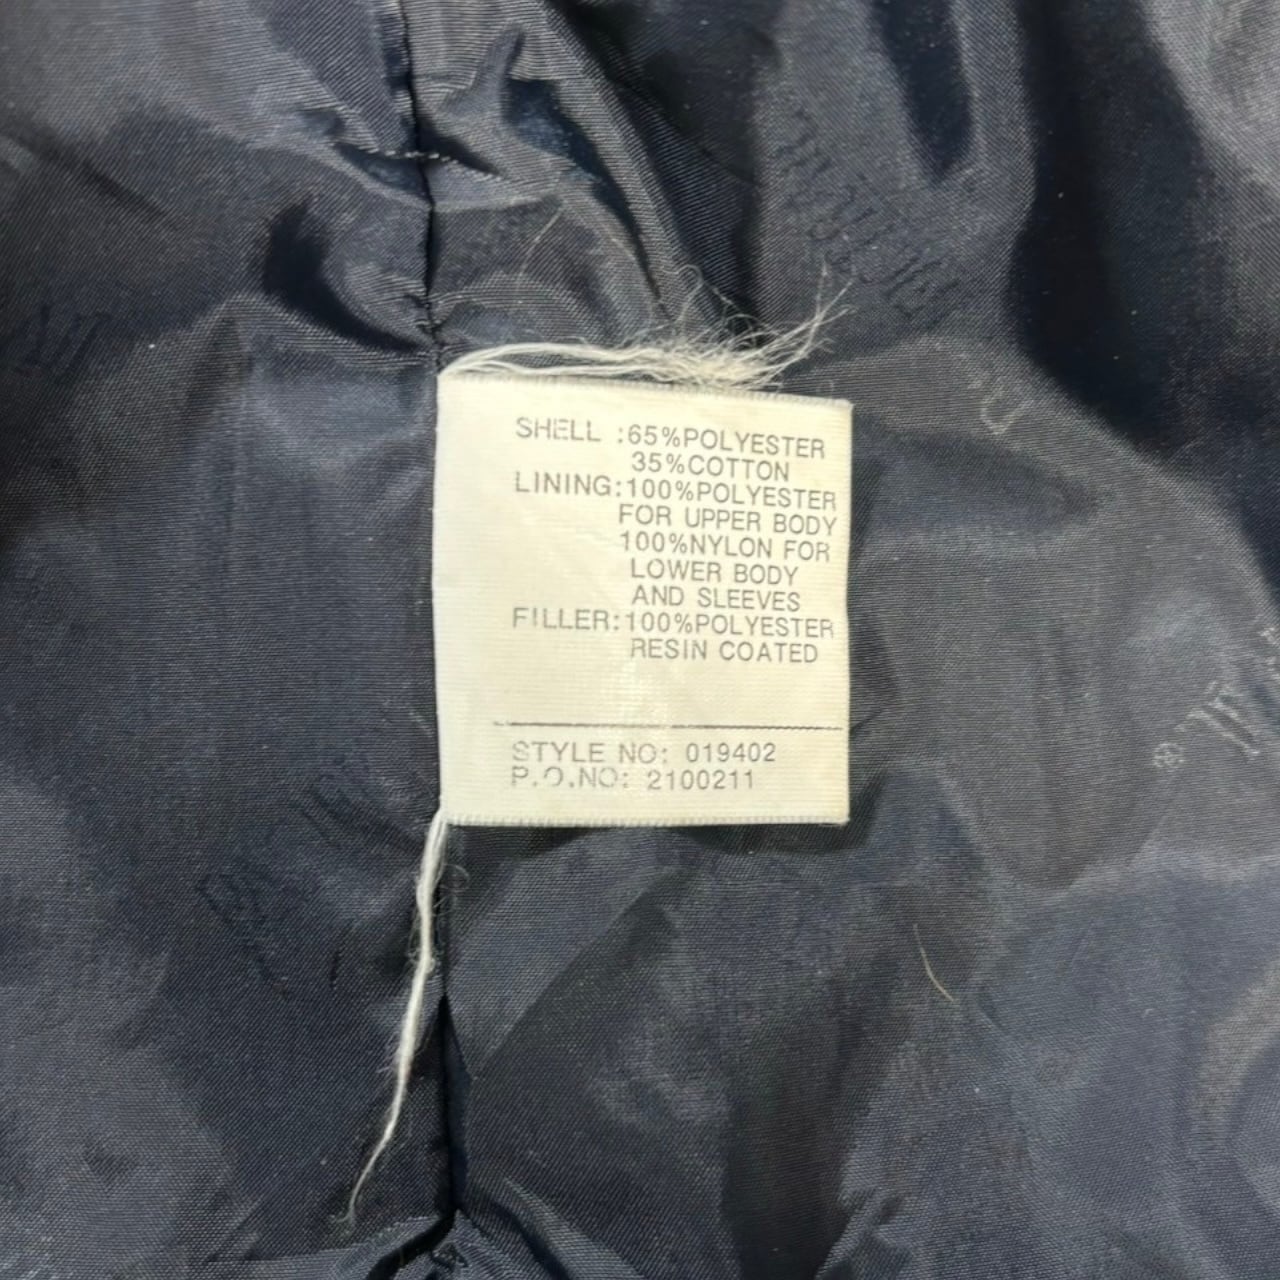 SHELL :65%POLYESTER
35%COTTON
LINING:100%POLYESTER
FOR UPPER BODY
100%NYLON FOR
LOWER BODY
AND SLEEVES
FILLER:100%POLYESTER
RESIN COATED
STYLE NO: 019402
P.O.NO: 2100211